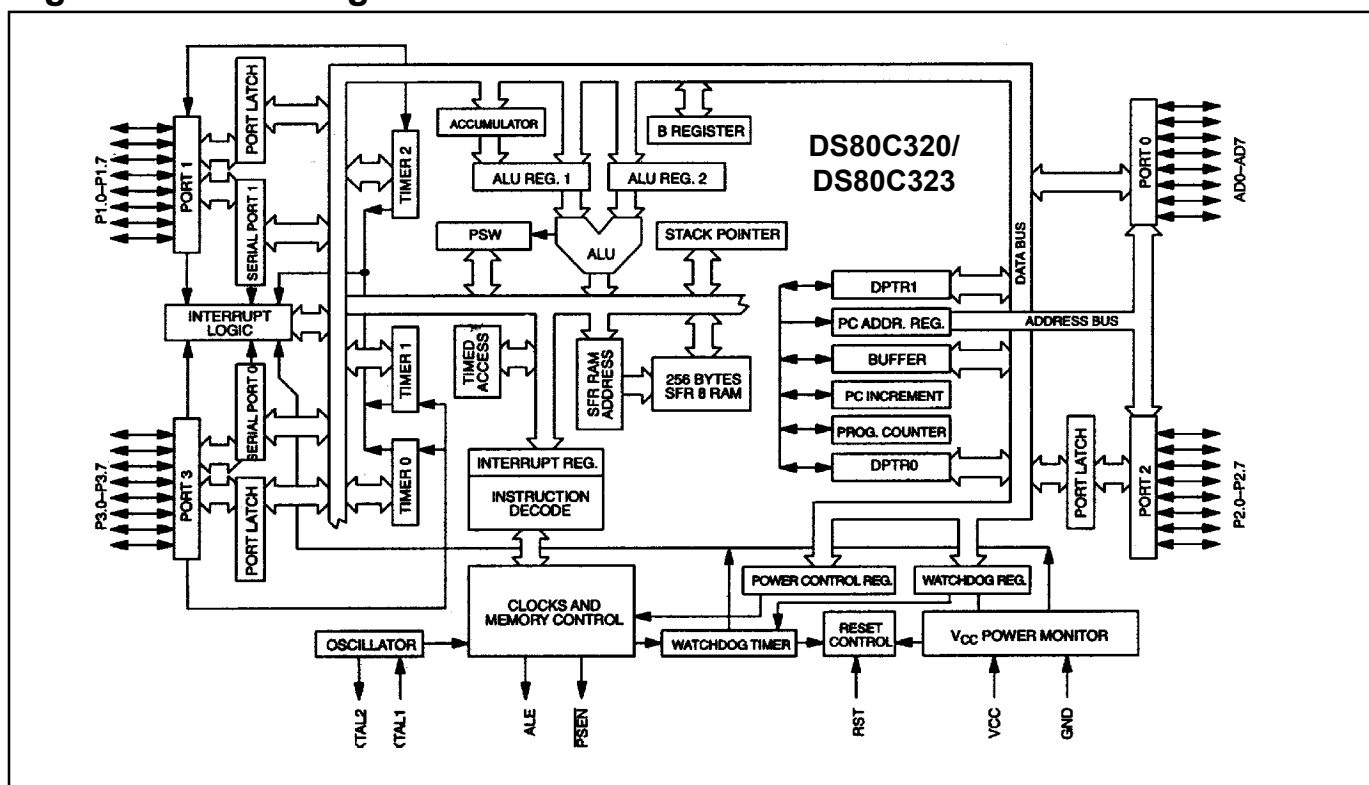 PORT LATCH
P1.0–P1.7
PORT 1
SERIAL PORT 1
TIMER 2
ACCUMULATOR
B REGISTER
DS80C320/
DS80C323
ALU REG. 1
ALU REG. 2
PSW
ALU
STACK POINTER
DATA BUS
PORT 0
AD0–AD7
INTERRUPT
LOGIC
DPTR1
PC ADDR. REG.
ADDRESS BUS
BUFFER
PC INCREMENT
PROG. COUNTER
DPTR0
TIMER 1
TIMED
ACCESS
SFR RAM
ADDRESS
256 BYTES
SFR 8 RAM
SERIAL PORT 0
P3.0–P3.7
PORT 3
PORT LATCH
TIMER 0
INTERRUPT REG.
INSTRUCTION
DECODE
PORT LATCH
PORT 2
P2.0–P2.7
CLOCKS AND
MEMORY CONTROL
POWER CONTROL REG.
WATCHDOG REG.
OSCILLATOR
WATCHDOG TIMER
RESET
CONTROL
VCC POWER MONITOR
XTAL2
XTAL1
ALE
PSEN
RST
VCC
GND